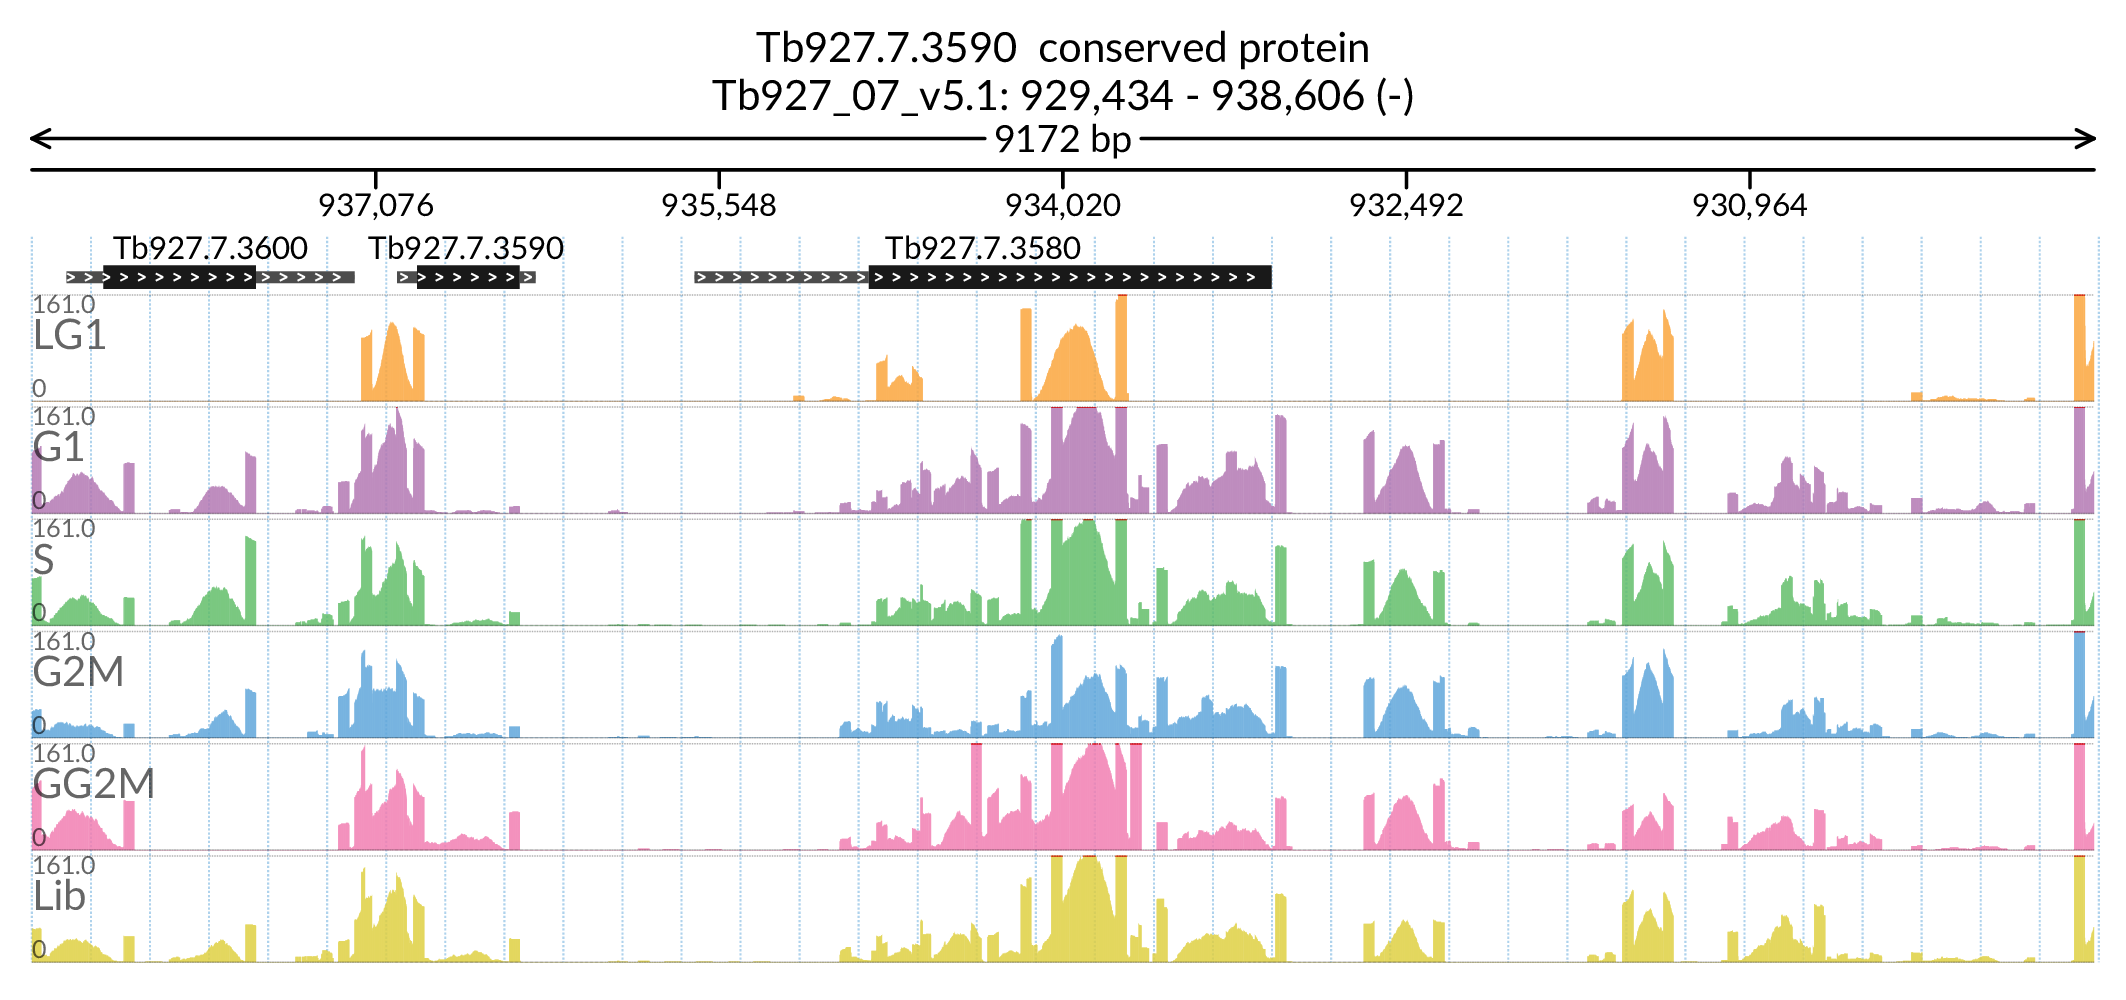 Tb927.7.3590 conserved protein
Tb927_07_v5.1: 929,434 - 938,606 (-)
9172 bp
937,076 935,548 934,020 932,492 930,964
Tb927.7.3600 Tb927.7.3590 Tb927.7.3580
161.0
LG1
0
161.0
G1
0
161.0
S
0
161.0
G2M
0
161.0
GG2M
0
161.0
Lib
0